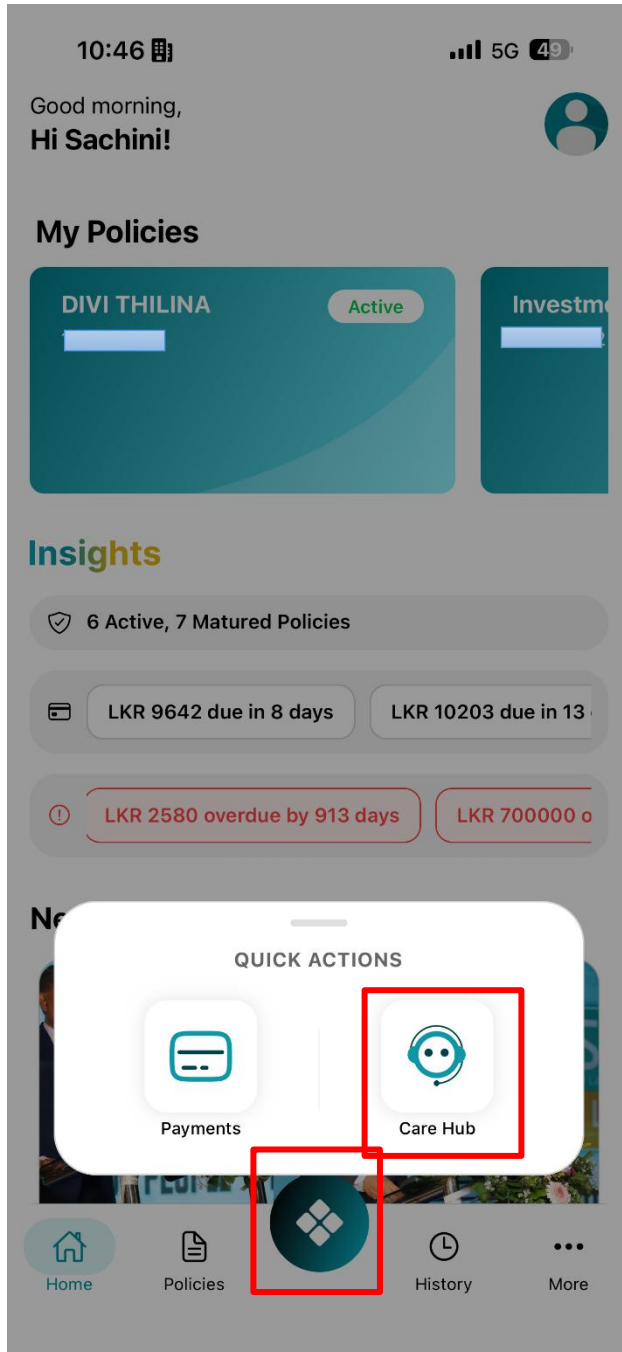 10:46 5G 49
Good morning,
Hi Sachini!
My Policies
DIVI THILINA Active Investm
Insights
6 Active, 7 Matured Policies
LKR 9642 due in 8 days LKR 10203 due in 13
LKR 2580 overdue by 913 days LKR 700000 o
Ne
QUICK ACTIONS
Payments Care Hub
Home Policies History More